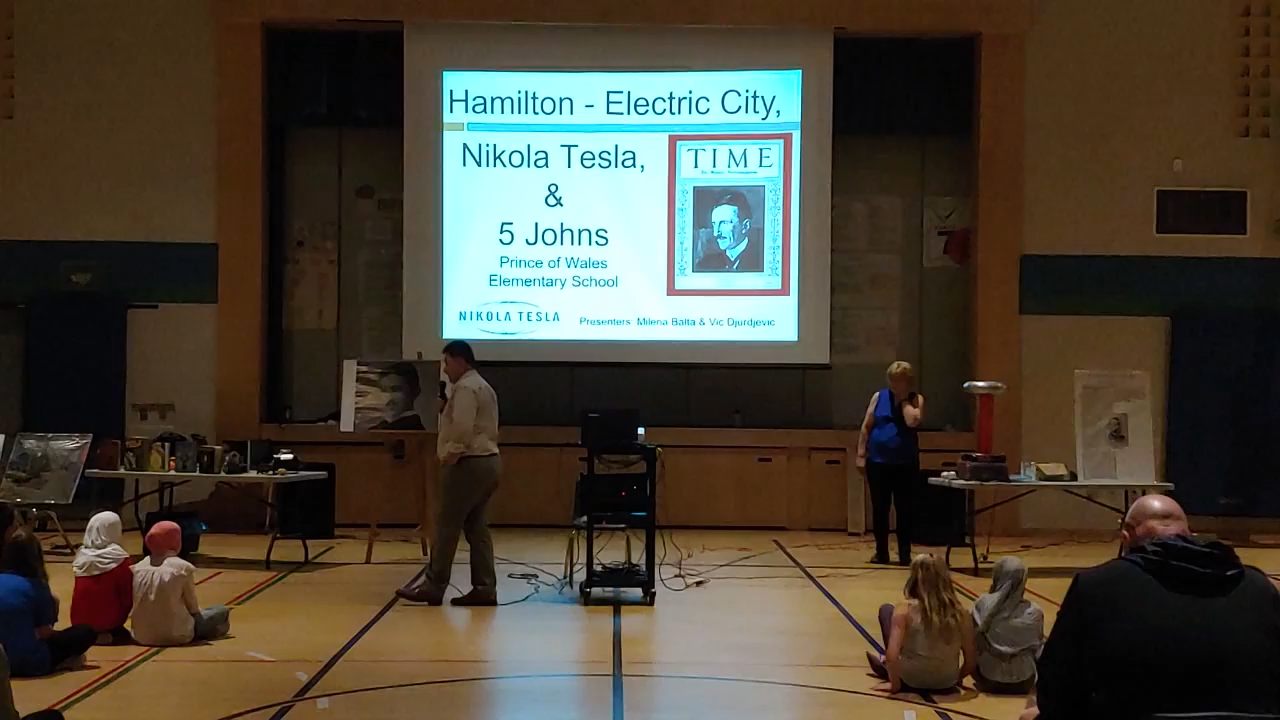 Hamilton - Electric City,
Nikola Tesla,
&
5 Johns
Prince of Wales
Elementary School
TIME
NIKOLA TESLA
Presenters: Milena Balta & Vic Djurdjevic